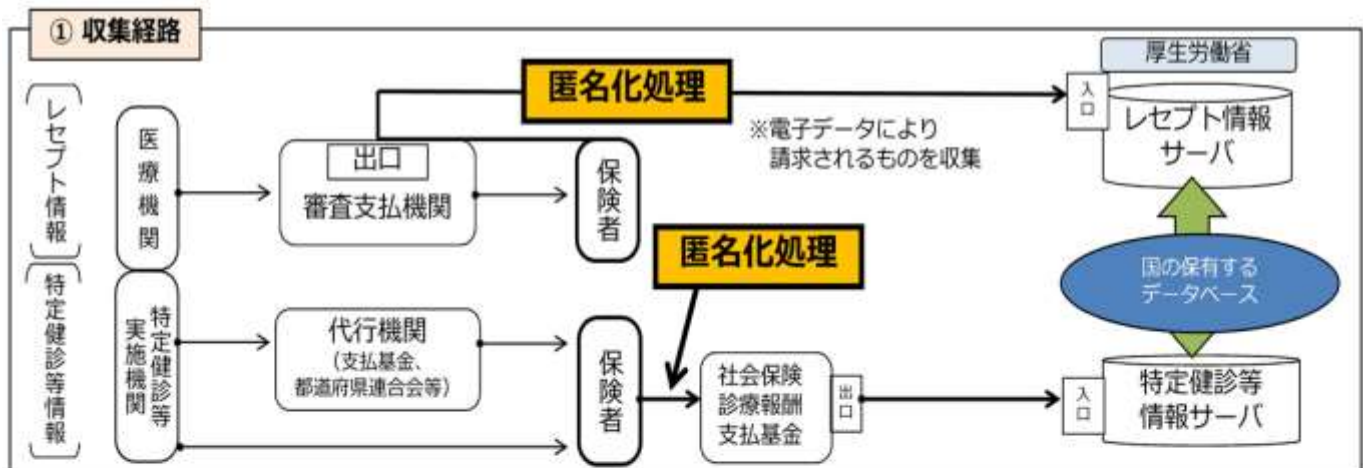 ① 収集経路
レセプト情報
医療機関
出口
審査支払機関
保険者
匿名化処理
※電子データにより
請求されるものを収集
厚生労働省
入口
レセプト情報
サーバ
国の保有する
データベース
特定健診等情報
特定健診等
実施機関
代行機関
（支払基金、
都道府県連合会等）
保険者
匿名化処理
社会保険
診療報酬
支払基金
出口
入口
特定健診等
情報サーバ